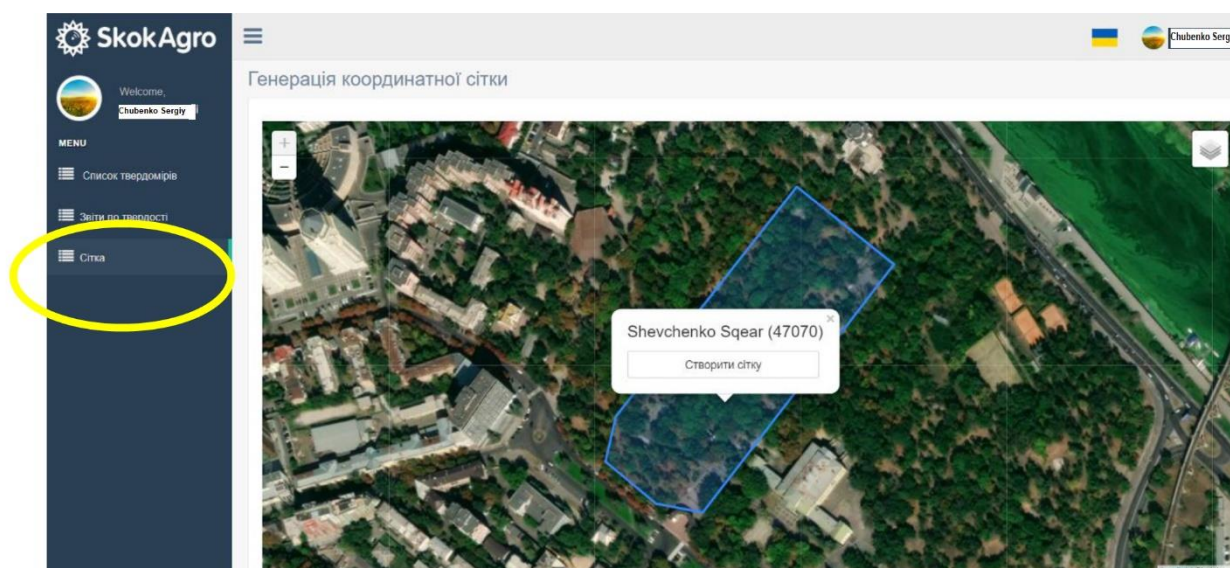 SkokAgro
Chubenko Serg
Welcome,
Chubenko Sergiy
MENU
Список твердомірів
Звіти по твердості
Сітка
Генерація координатної сітки
+
−
Shevchenko Sqear (47070)
×
Створити сітку